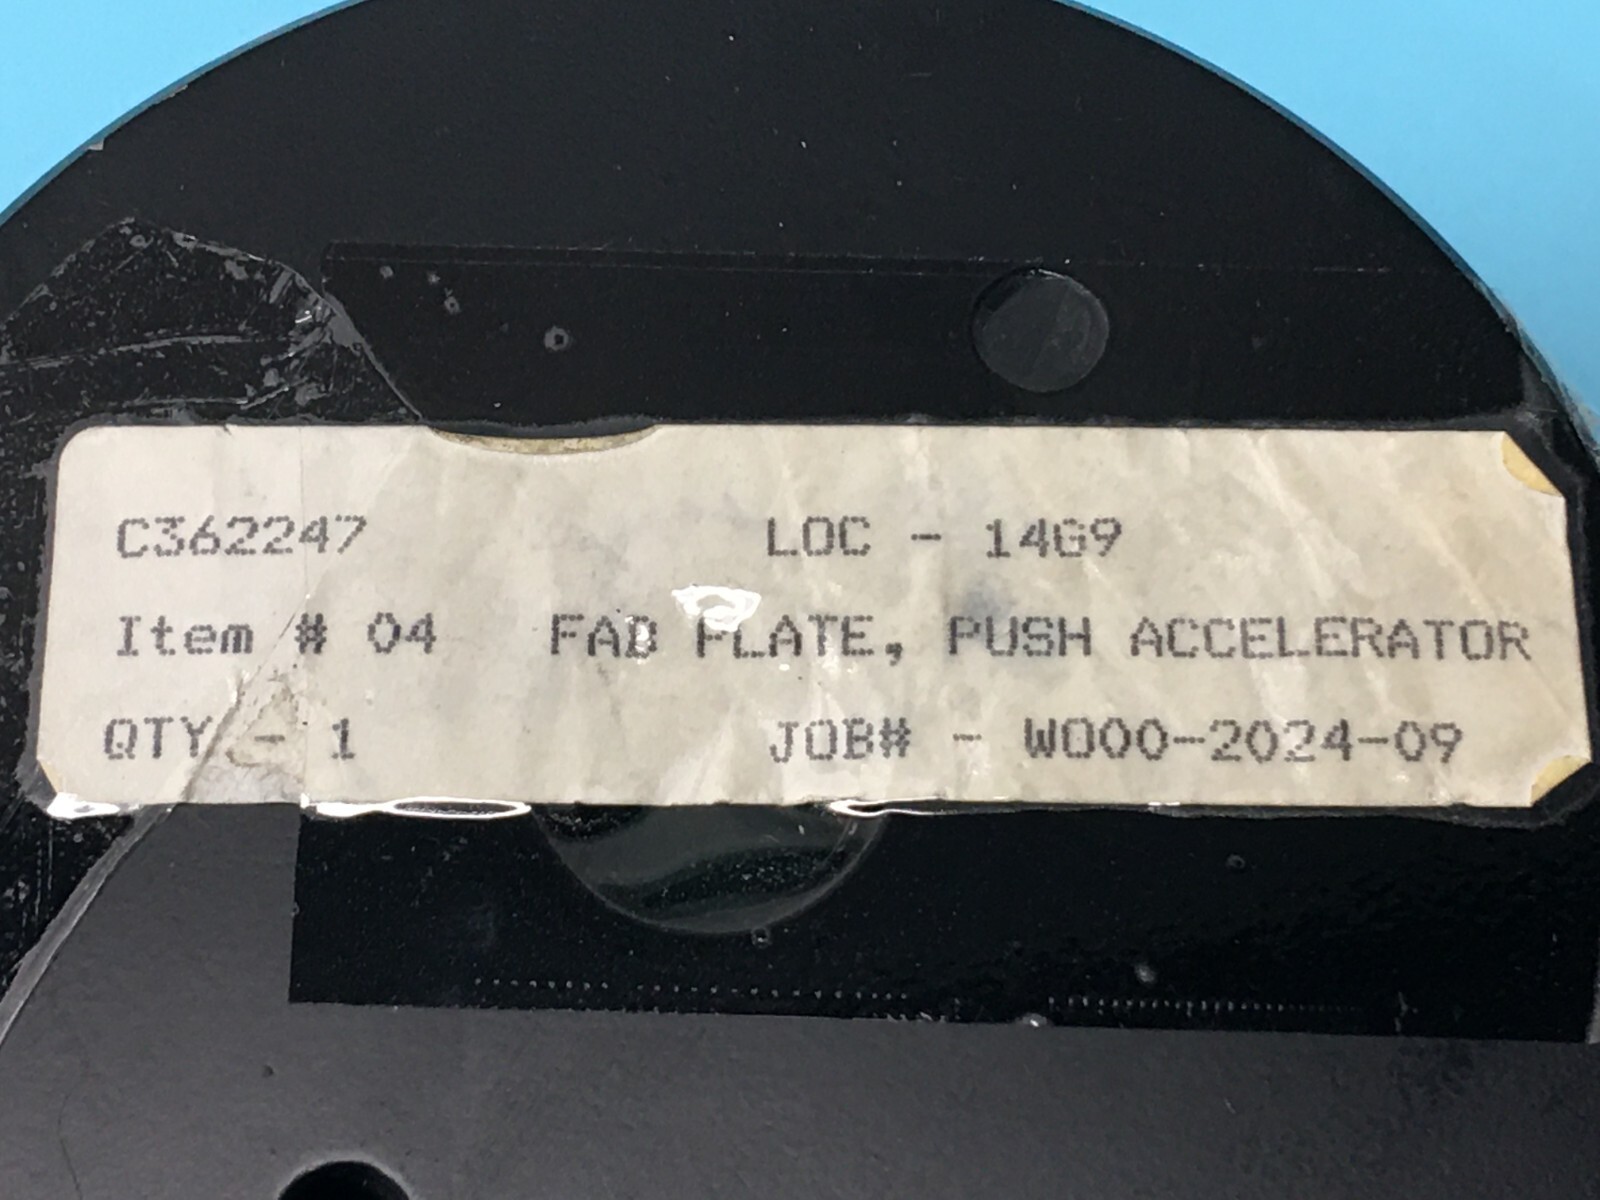 C362247 LOC - 14G9
Item # 04 FAB PLATE, PUSH ACCELERATOR
QTY - 1 JOB# - W000-2024-09